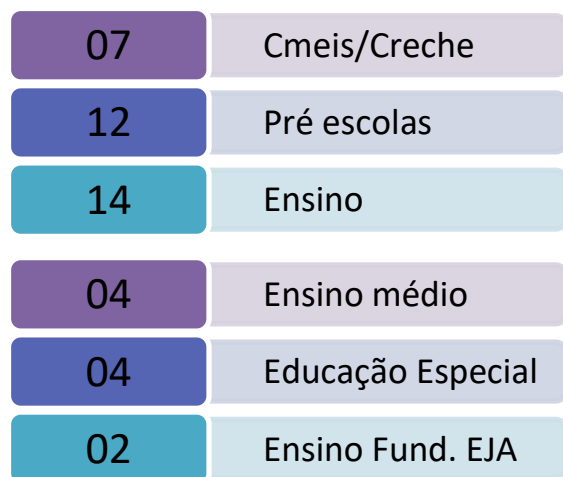 07 Cmeis/Creche
12 Pré escolas
14 Ensino
04 Ensino médio
04 Educação Especial
02 Ensino Fund. EJA